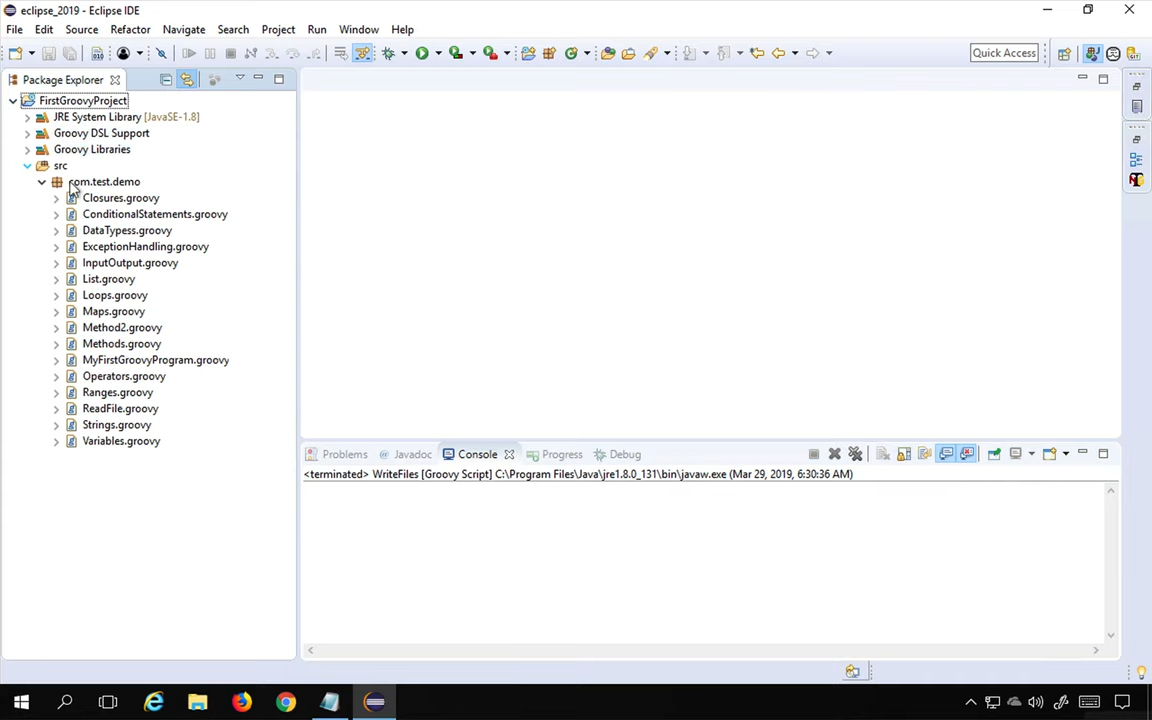 eclipse_2019 - Eclipse IDE
File Edit Source Refactor Navigate Search Project Run Window Help
Quick Access
Package Explorer
FirstGroovyProject
JRE System Library [JavaSE-1.8]
Groovy DSL Support
Groovy Libraries
src
com.test.demo
Closures.groovy
ConditionalStatements.groovy
DataTypess.groovy
ExceptionHandling.groovy
InputOutput.groovy
List.groovy
Loops.groovy
Maps.groovy
Method2.groovy
Methods.groovy
MyFirstGroovyProgram.groovy
Operators.groovy
Ranges.groovy
ReadFile.groovy
Strings.groovy
Variables.groovy
Problems @ Javadoc Console Progress Debug
<terminated> WriteFiles [Groovy Script] C:\Program Files\Java\jre1.8.0_131\bin\javaw.exe (Mar 29, 2019, 6:30:36 AM)